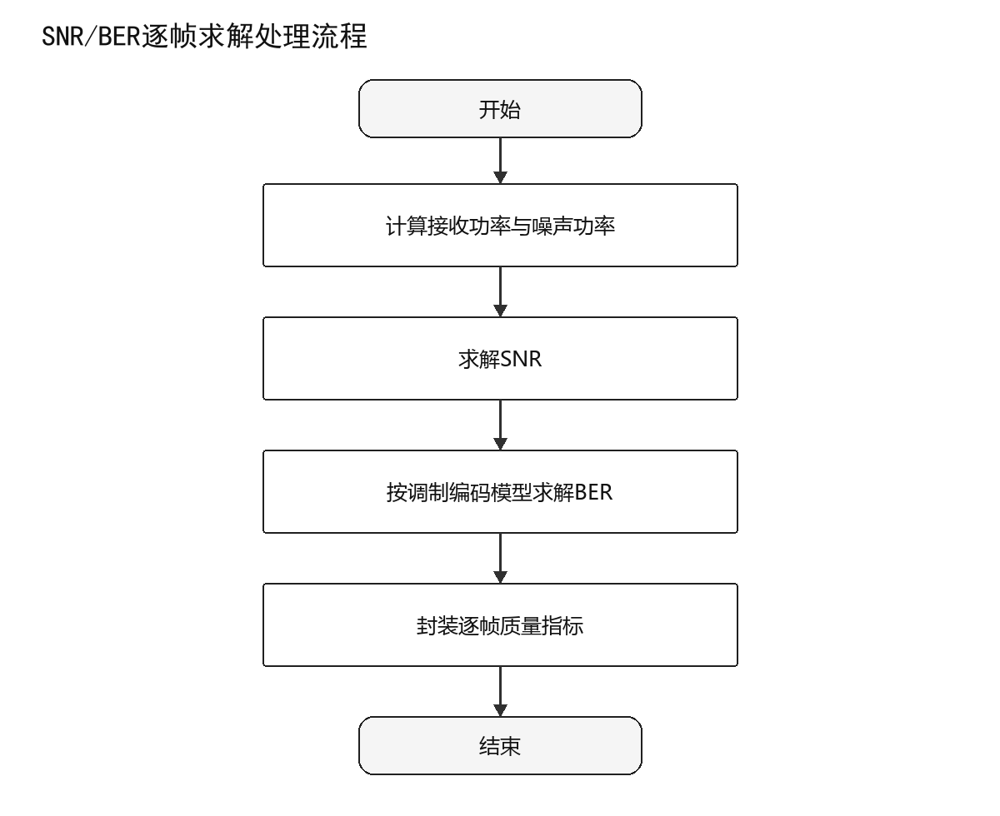 SNR/BER逐帧求解处理流程
开始
计算接收功率与噪声功率
求解SNR
按调制编码模型求解BER
封装逐帧质量指标
结束